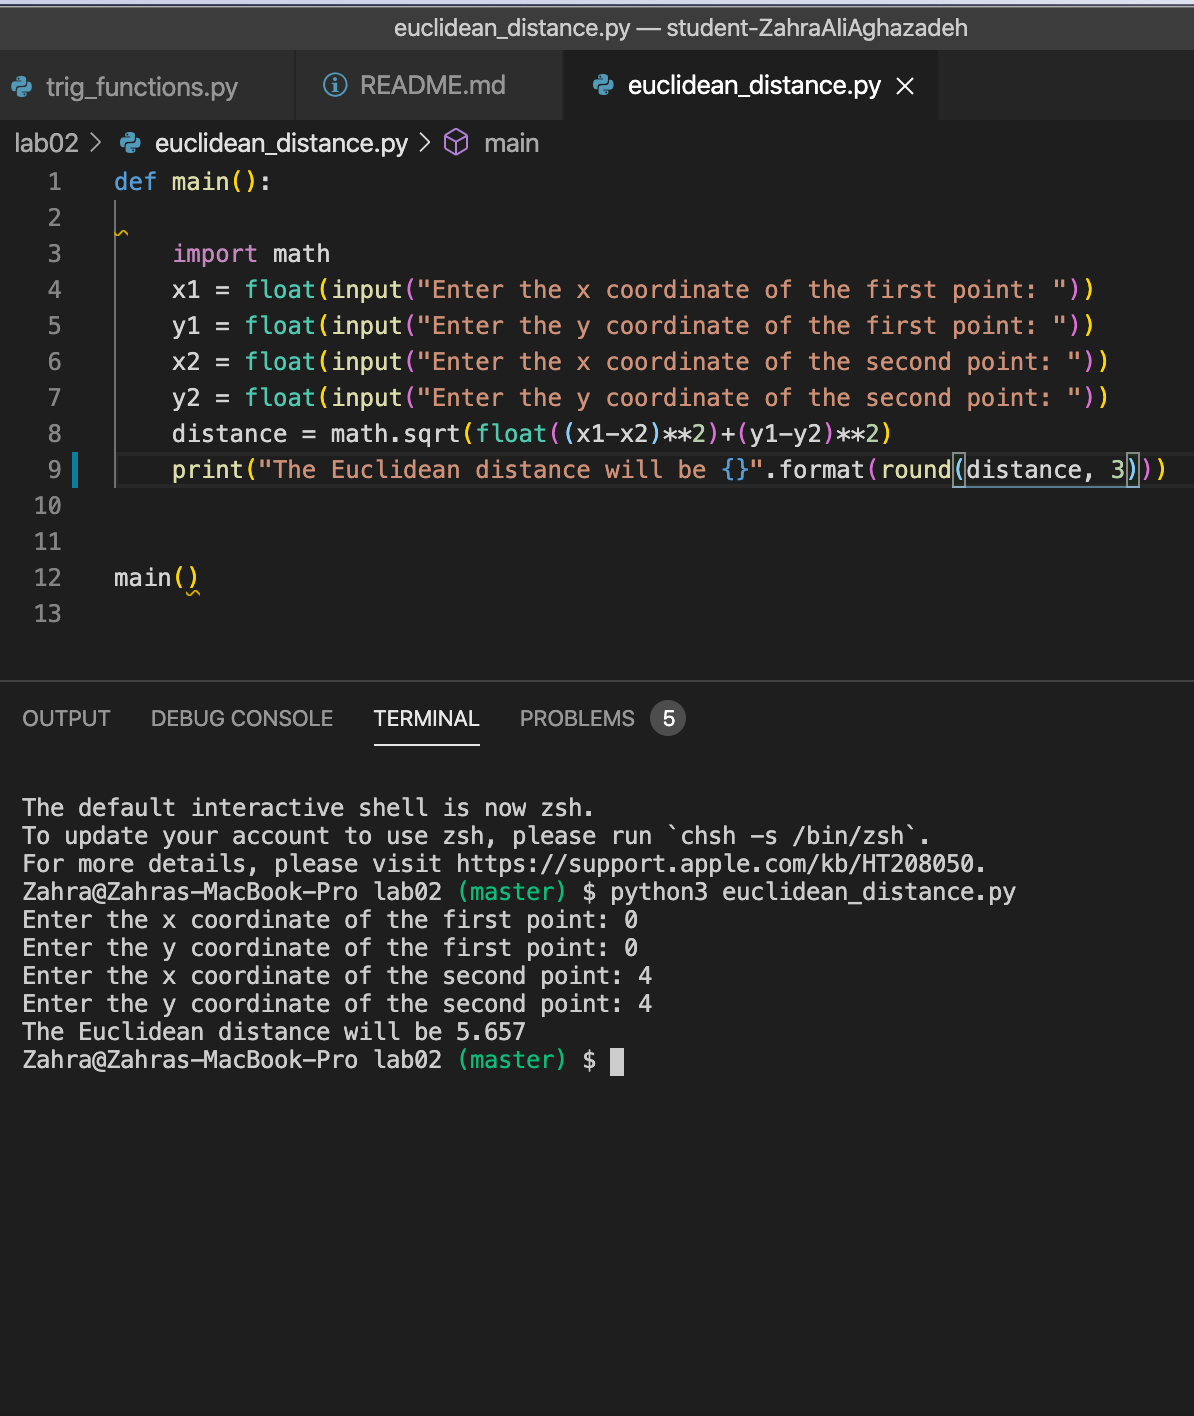 euclidean_distance.py — student-ZahraAliAghazadeh
trig_functions.py README.md euclidean_distance.py
lab02 > euclidean_distance.py > main
1 def main():
2
3     import math
4     x1 = float(input("Enter the x coordinate of the first point: "))
5     y1 = float(input("Enter the y coordinate of the first point: "))
6     x2 = float(input("Enter the x coordinate of the second point: "))
7     y2 = float(input("Enter the y coordinate of the second point: "))
8     distance = math.sqrt(float((x1-x2)**2)+(y1-y2)**2)
9     print("The Euclidean distance will be {}".format(round(distance, 3)))
10
11
12 main()
13
OUTPUT DEBUG CONSOLE TERMINAL PROBLEMS 5
The default interactive shell is now zsh.
To update your account to use zsh, please run `chsh -s /bin/zsh`.
For more details, please visit https://support.apple.com/kb/HT208050.
Zahra@Zahras-MacBook-Pro lab02 (master) $ python3 euclidean_distance.py
Enter the x coordinate of the first point: 0
Enter the y coordinate of the first point: 0
Enter the x coordinate of the second point: 4
Enter the y coordinate of the second point: 4
The Euclidean distance will be 5.657
Zahra@Zahras-MacBook-Pro lab02 (master) $